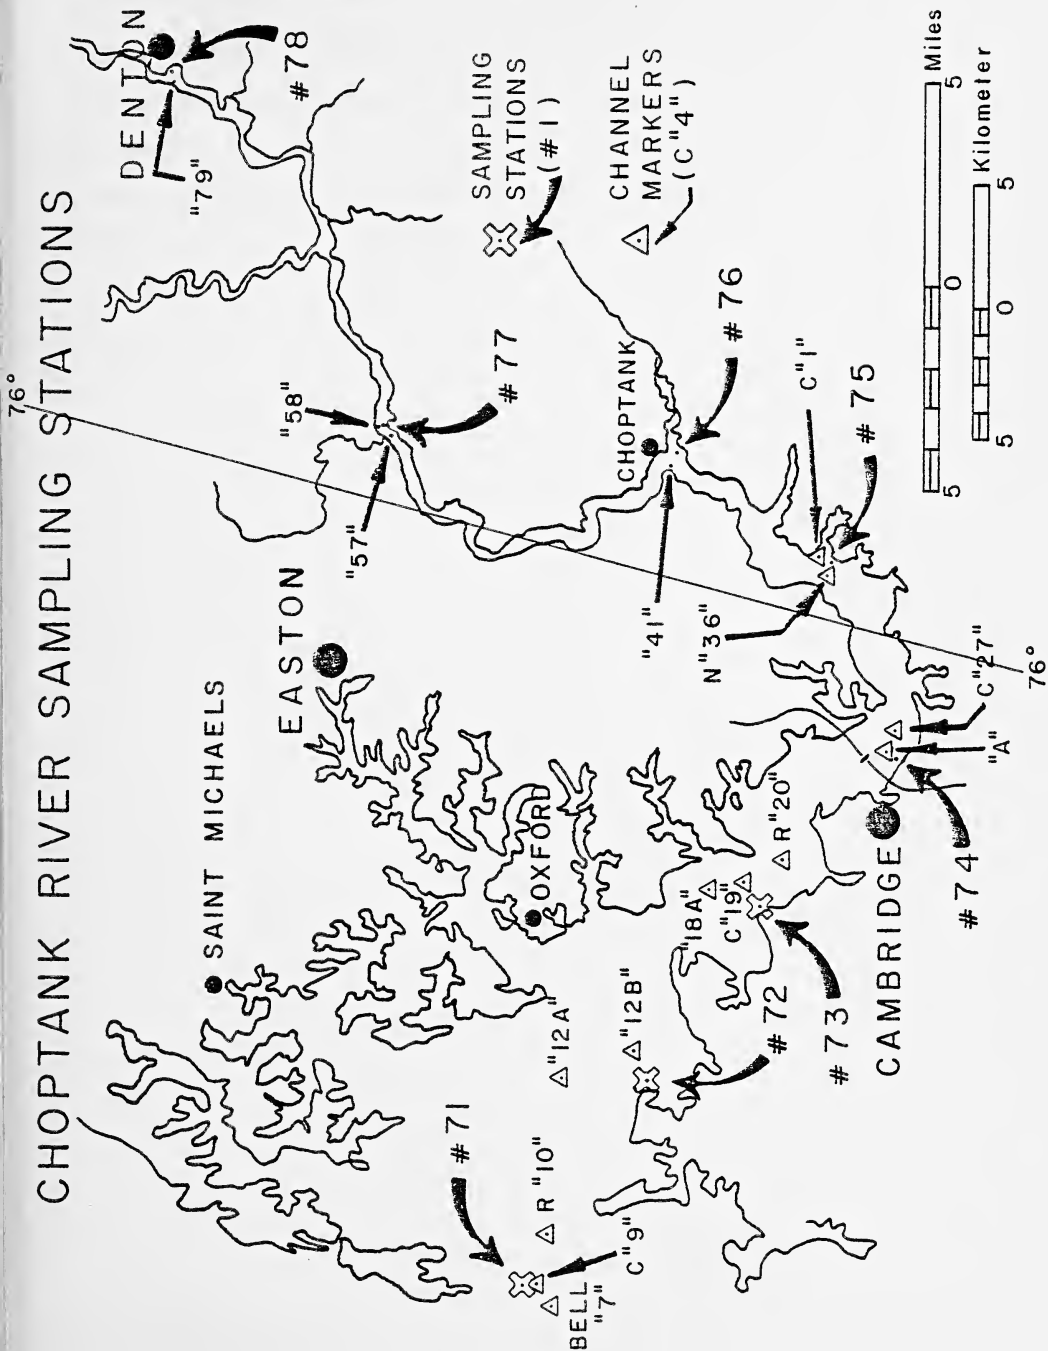 CHOPTANK RIVER SAMPLING STATIONS
76°
DENTON
"79"
#78
SAMPLING
STATIONS
(#1)
CHANNEL
MARKERS
(C"4")
"58"
"57"
#77
EASTON
SAINT MICHAELS
CHOPTANK
#76
"41"
N"36"
C"1"
#75
76°
C"27"
"A"
#74
CAMBRIDGE
OXFORD
R"20"
"18A"
C"19"
#73
#72
"12B"
"12A"
#71
R "10"
C"9"
BELL
"7"
5 0 5
Miles
5 0 5
Kilometer